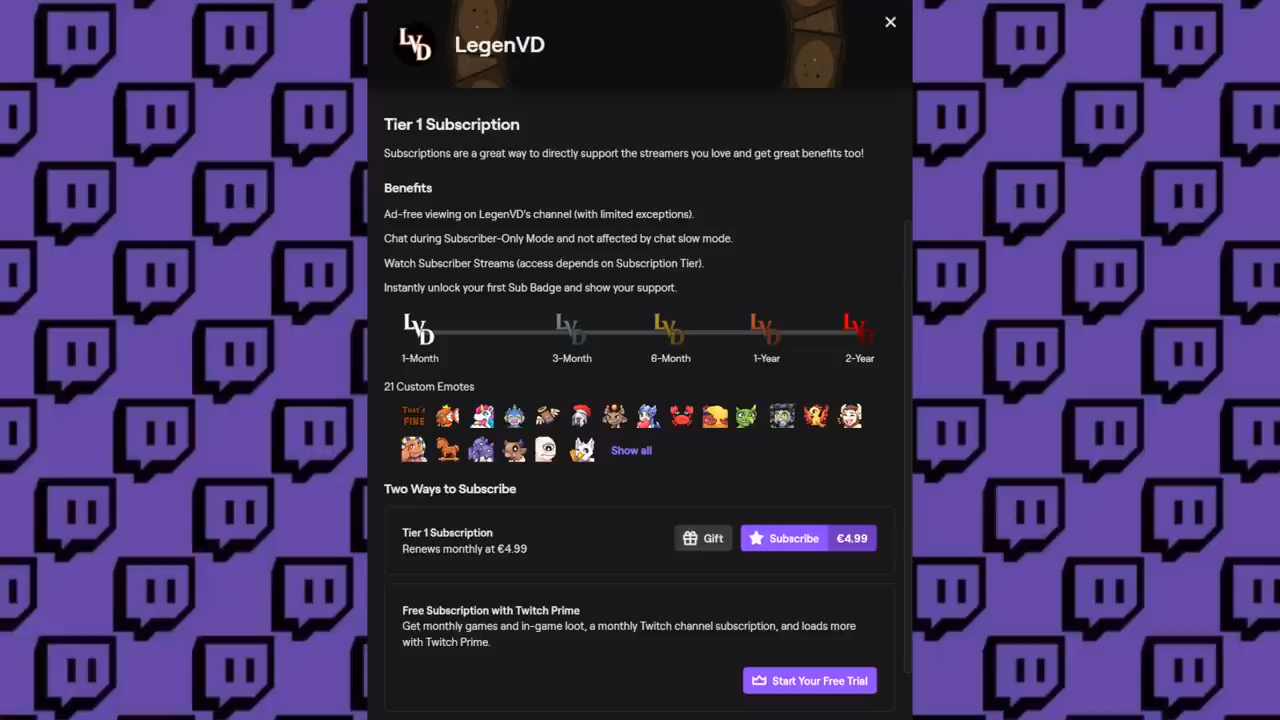 LVD
LegenVD
Tier 1 Subscription
Subscriptions are a great way to directly support the streamers you love and get great benefits too!
Benefits
Ad-free viewing on LegenVD's channel (with limited exceptions).
Chat during Subscriber-Only Mode and not affected by chat slow mode.
Watch Subscriber Streams (access depends on Subscription Tier).
Instantly unlock your first Sub Badge and show your support.
LVD LVD LVD LVD LVD
1-Month 3-Month 6-Month 1-Year 2-Year
21 Custom Emotes
THAT'S
FINE
Show all
Two Ways to Subscribe
Tier 1 Subscription
Renews monthly at €4.99
Gift
Subscribe €4.99
Free Subscription with Twitch Prime
Get monthly games and in-game loot, a monthly Twitch channel subscription, and loads more
with Twitch Prime.
Start Your Free Trial